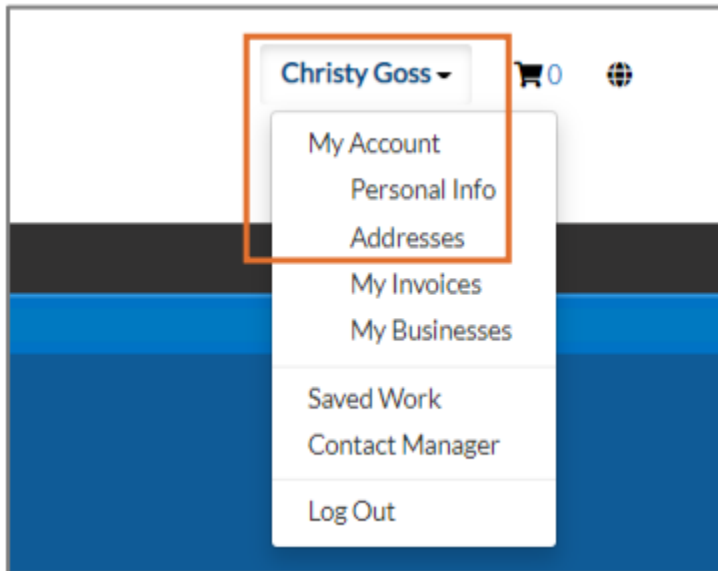 Christy Goss 0
My Account
Personal Info
Addresses
My Invoices
My Businesses
Saved Work
Contact Manager
Log Out